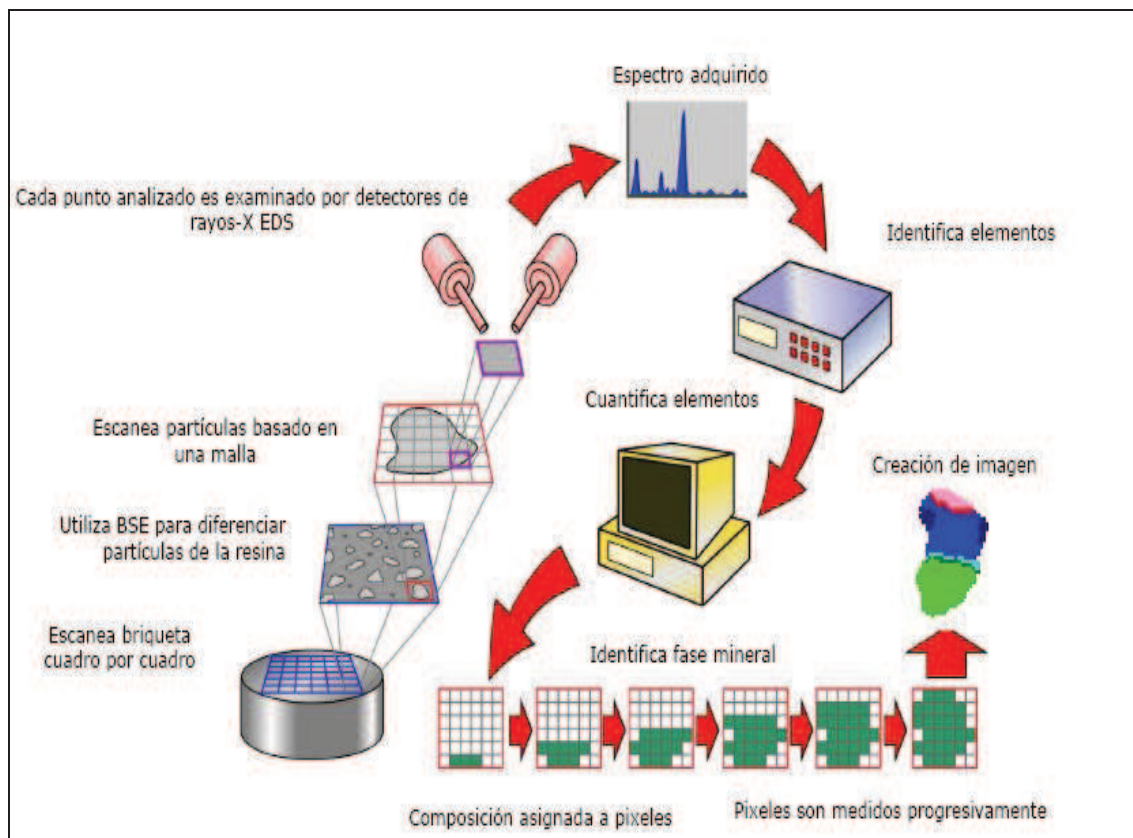 Espectro adquirido
Cada punto analizado es examinado por detectores de
rayos-X EDS
Identifica elementos
Cuantifica elementos
Escanea partículas basado en
una malla
Creación de imagen
Utiliza BSE para diferenciar
partículas de la resina
Escanea briqueta
cuadro por cuadro
Identifica fase mineral
Composición asignada a pixeles
Pixeles son medidos progresivamente